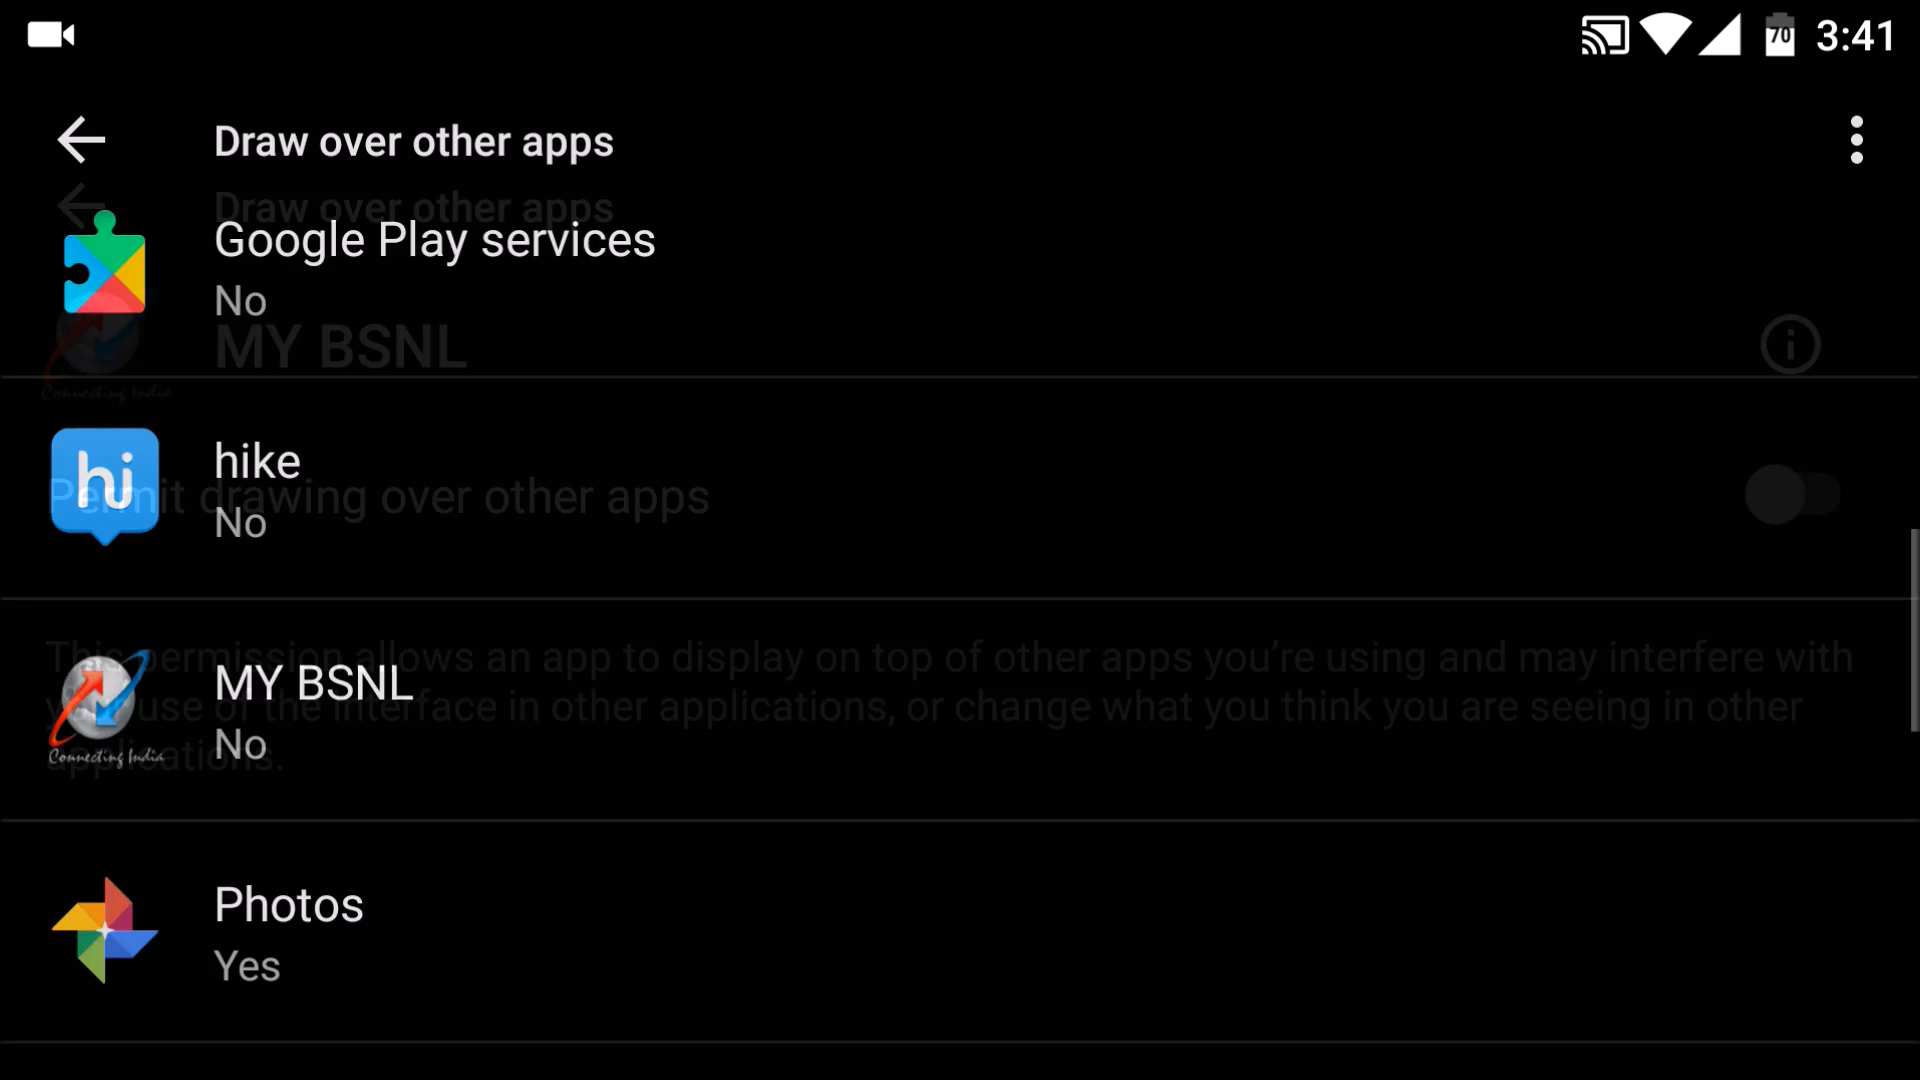 70 3:41
Draw over other apps
Draw over other apps
Google Play services
No
MY BSNL
Connecting India
hike
hi
Permit drawing over other apps
No
This permission allows an app to display on top of other apps you’re using and may interfere with
MY BSNL
your use of the interface in other applications, or change what you think you are seeing in other
No
Connecting India
applications.
Photos
Yes